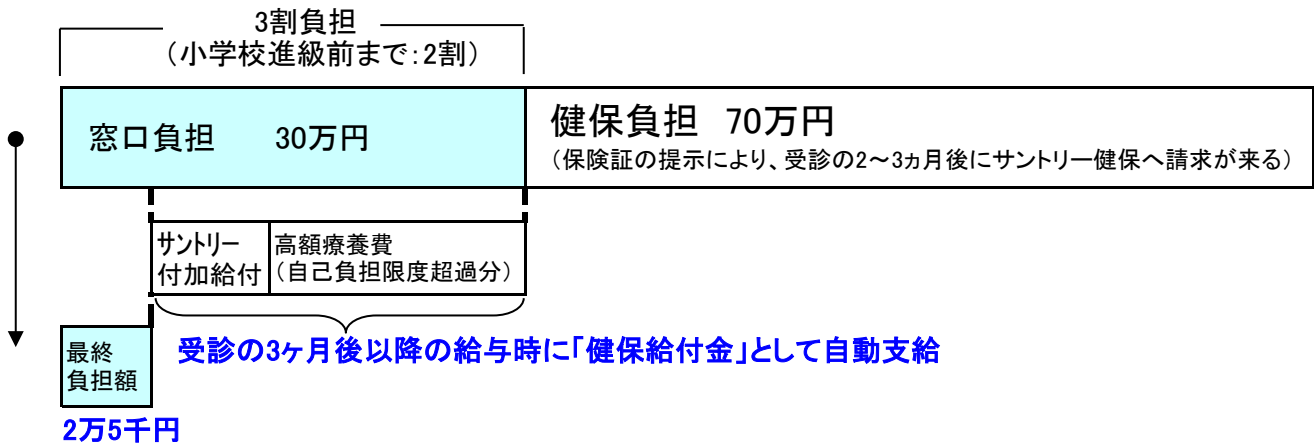 3割負担
（小学校進級前まで：2割）
窓口負担　　30万円
健保負担　70万円
（保険証の提示により、受診の2～3ヵ月後にサントリー健保へ請求が来る）
サントリー
付加給付
高額療養費
（自己負担限度超過分）
受診の3ヶ月後以降の給与時に「健保給付金」として自動支給
最終
負担額
2万5千円